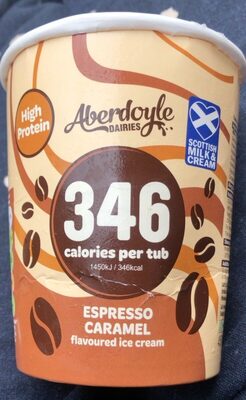 High
Protein
Aberdoyle
DAIRIES
SCOTTISH
MILK &
CREAM
346
calories per tub
1450kJ / 346kcal
ESPRESSO
CARAMEL
flavoured ice cream